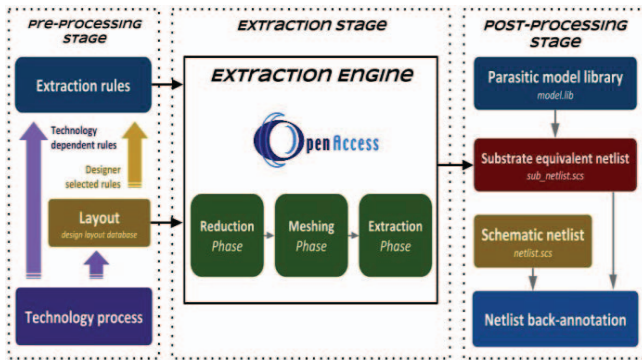 PRE-PROCESSING
STAGE
Extraction rules
Technology
dependent rules
Designer
selected rules
Layout
design layout database
Technology process
EXTRACTION STAGE
EXTRACTION ENGINE
OpenAccess
Reduction
Phase
Meshing
Phase
Extraction
Phase
POST-PROCESSING
STAGE
Parasitic model library
model.lib
Substrate equivalent netlist
sub_netlist.scs
Schematic netlist
netlist.scs
Netlist back-annotation